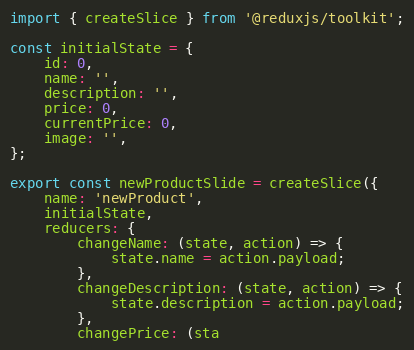 import { createSlice } from '@reduxjs/toolkit';
const initialState = {
    id: 0,
    name: '',
    description: '',
    price: 0,
    currentPrice: 0,
    image: '',
};
export const newProductSlide = createSlice({
    name: 'newProduct',
    initialState,
    reducers: {
        changeName: (state, action) => {
            state.name = action.payload;
        },
        changeDescription: (state, action) => {
            state.description = action.payload;
        },
        changePrice: (sta